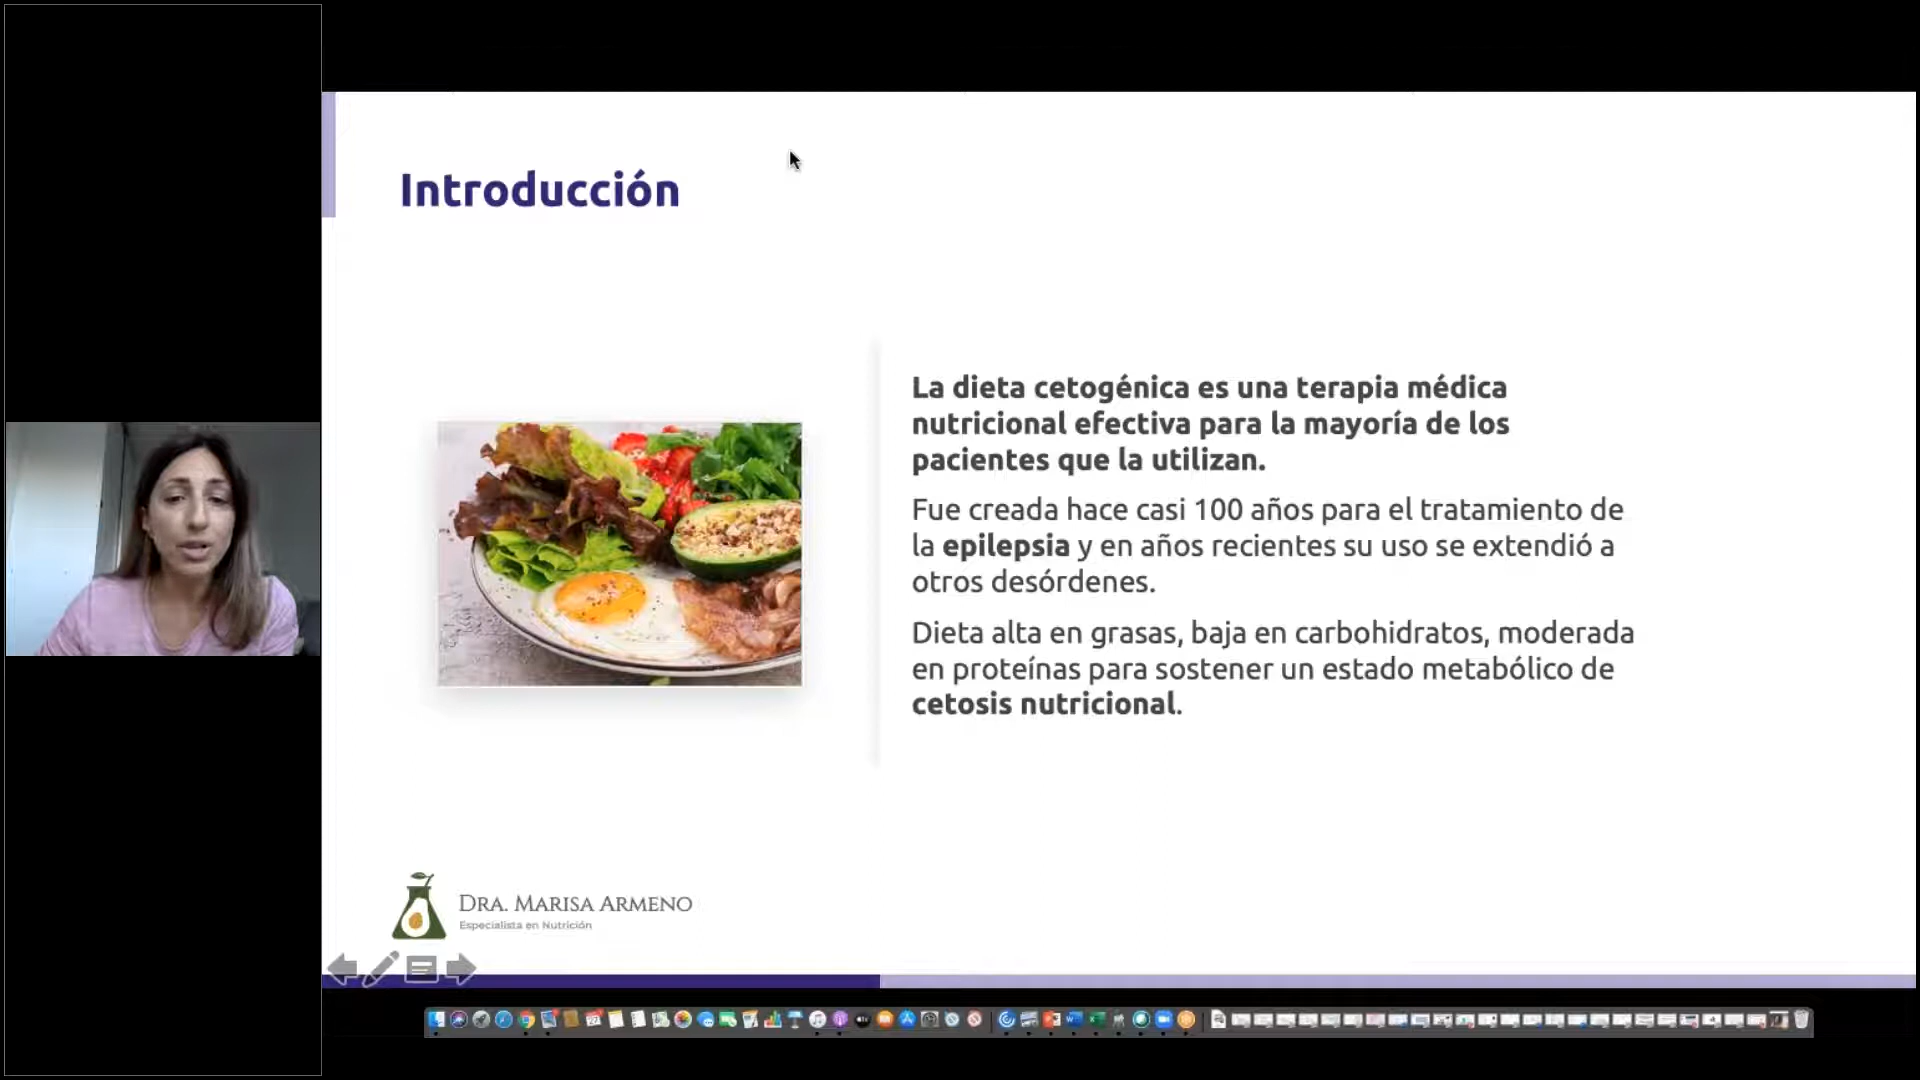 Introducción
La dieta cetogénica es una terapia médica
nutricional efectiva para la mayoría de los
pacientes que la utilizan.
Fue creada hace casi 100 años para el tratamiento de
la epilepsia y en años recientes su uso se extendió a
otros desórdenes.
Dieta alta en grasas, baja en carbohidratos, moderada
en proteínas para sostener un estado metabólico de
cetosis nutricional.
DRA. MARISA ARMENO
Especialista en Nutrición